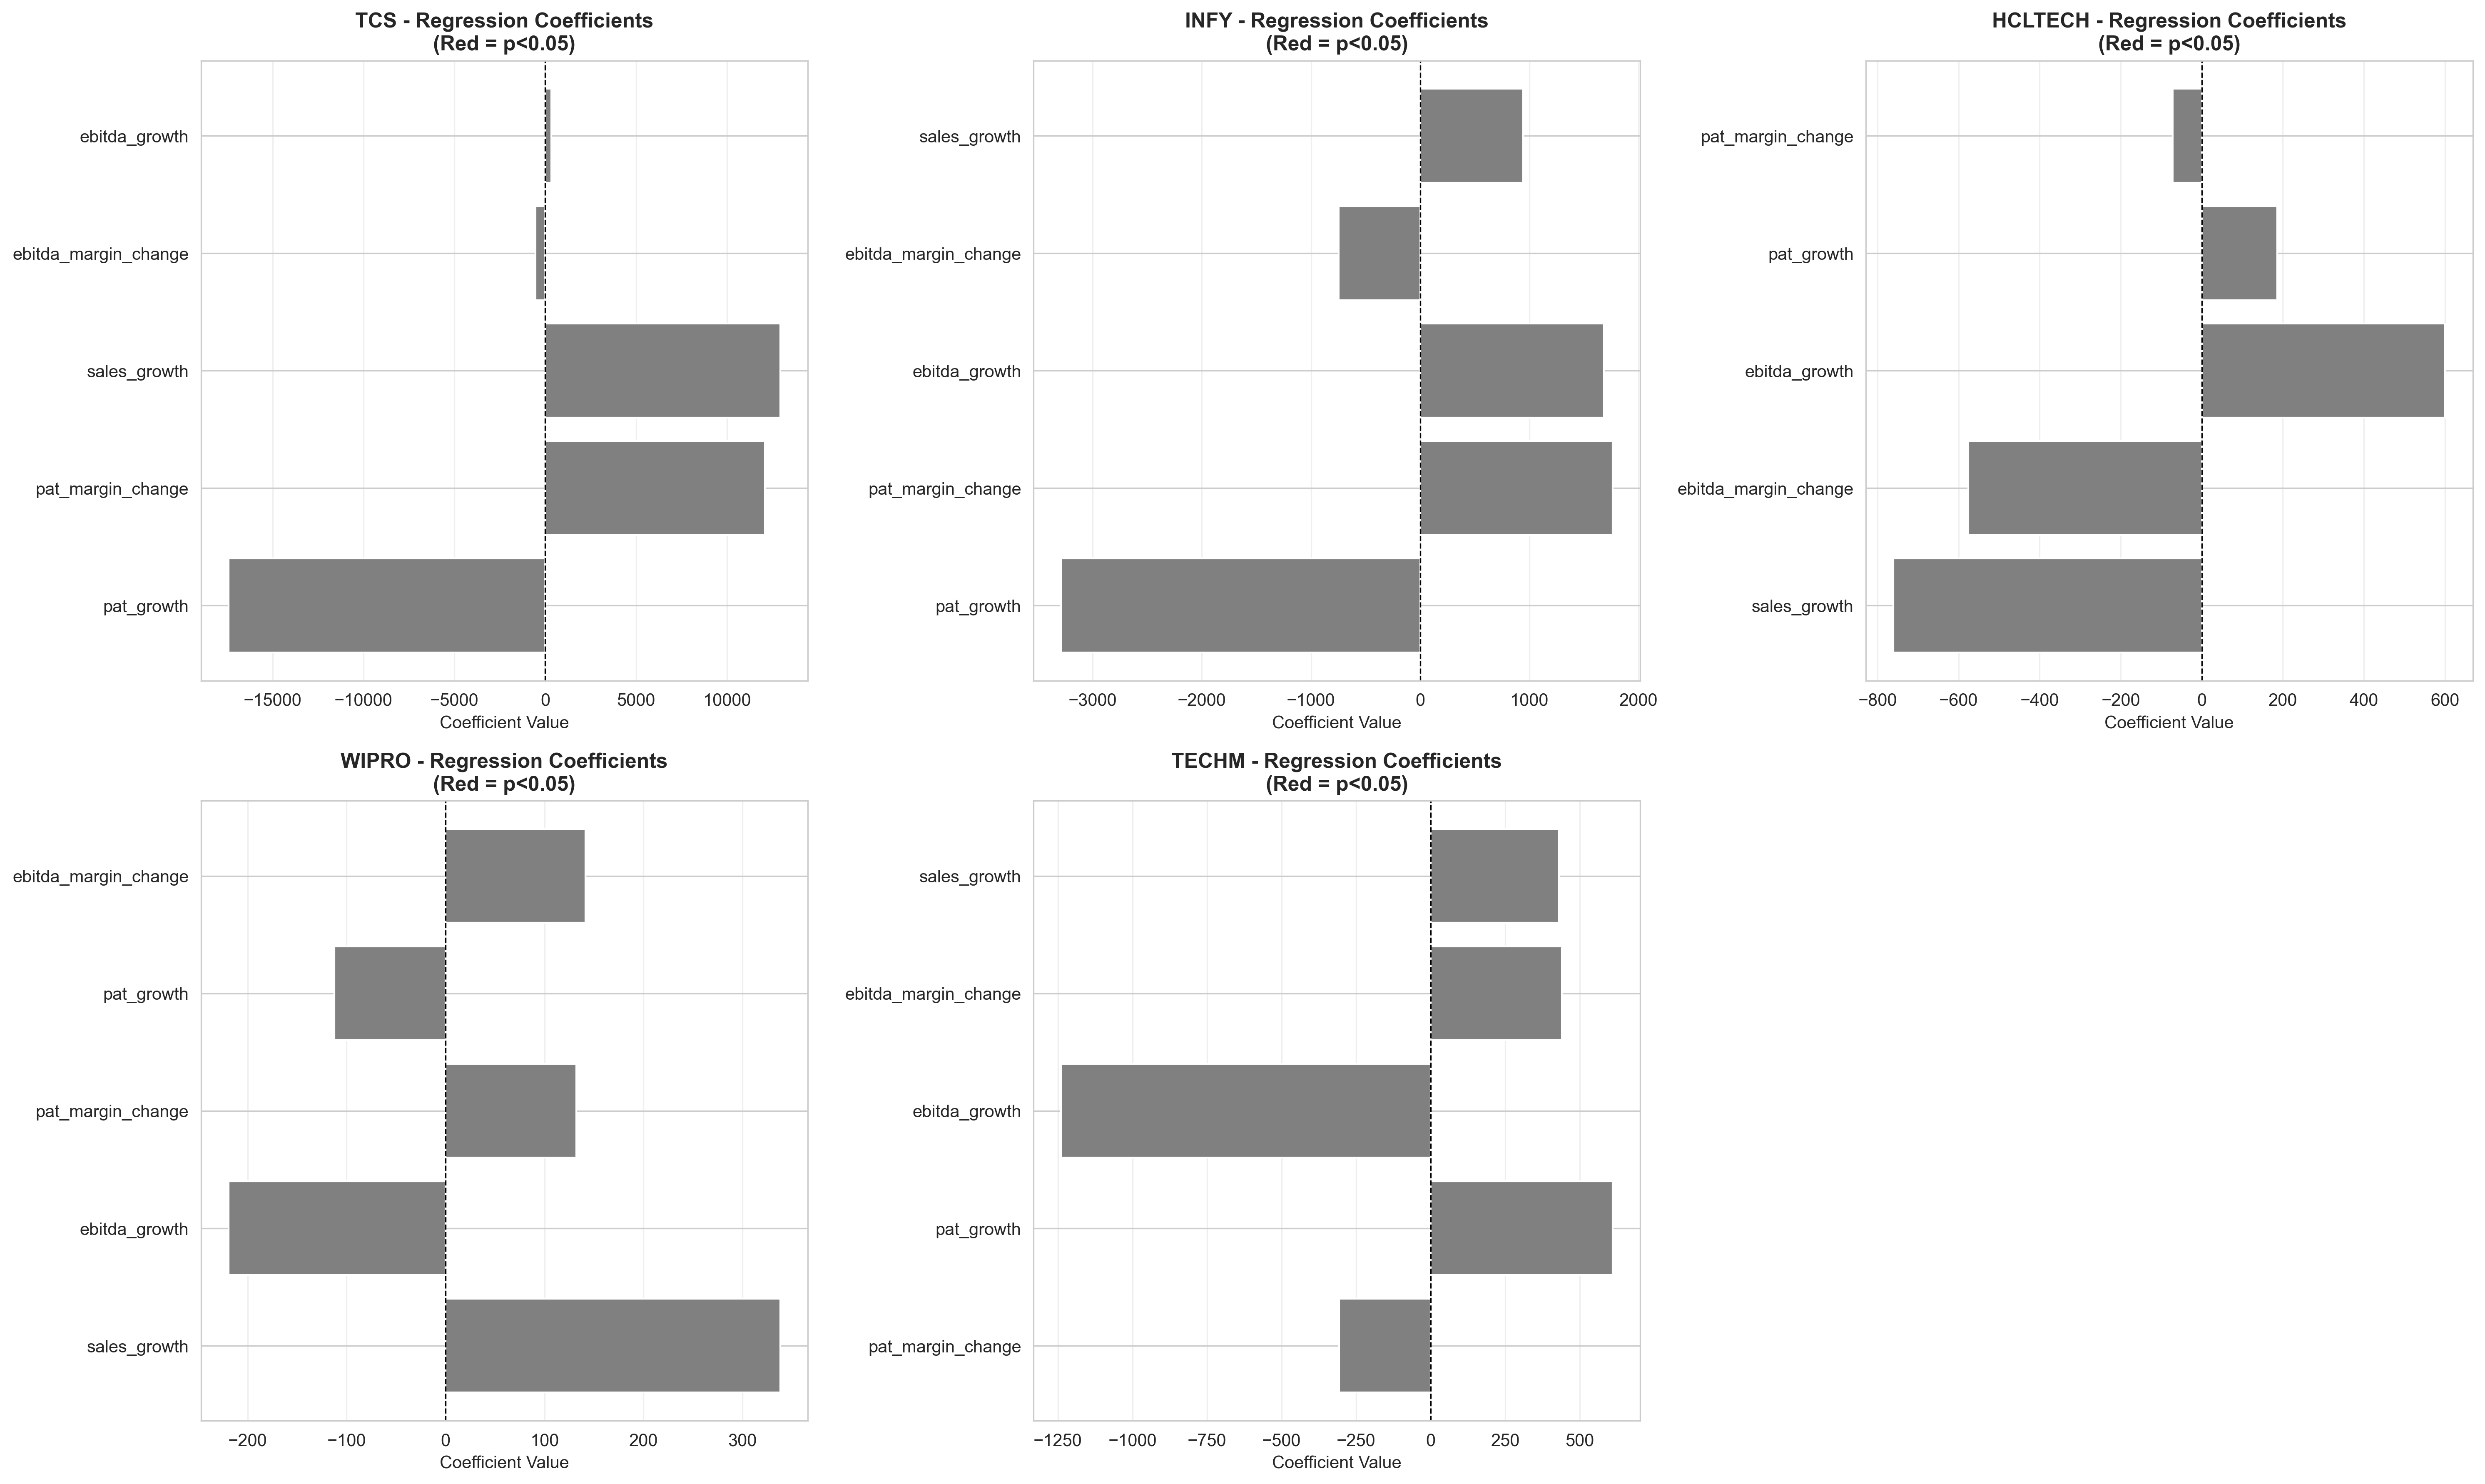 TCS - Regression Coefficients
(Red = p<0.05)
ebitda_growth
ebitda_margin_change
sales_growth
pat_margin_change
pat_growth
−15000 −10000 −5000 0 5000 10000
Coefficient Value
INFY - Regression Coefficients
(Red = p<0.05)
sales_growth
ebitda_margin_change
ebitda_growth
pat_margin_change
pat_growth
−3000 −2000 −1000 0 1000 2000
Coefficient Value
HCLTECH - Regression Coefficients
(Red = p<0.05)
pat_margin_change
pat_growth
ebitda_growth
ebitda_margin_change
sales_growth
−800 −600 −400 −200 0 200 400 600
Coefficient Value
WIPRO - Regression Coefficients
(Red = p<0.05)
ebitda_margin_change
pat_growth
pat_margin_change
ebitda_growth
sales_growth
−200 −100 0 100 200 300
Coefficient Value
TECHM - Regression Coefficients
(Red = p<0.05)
sales_growth
ebitda_margin_change
ebitda_growth
pat_growth
pat_margin_change
−1250 −1000 −750 −500 −250 0 250 500
Coefficient Value